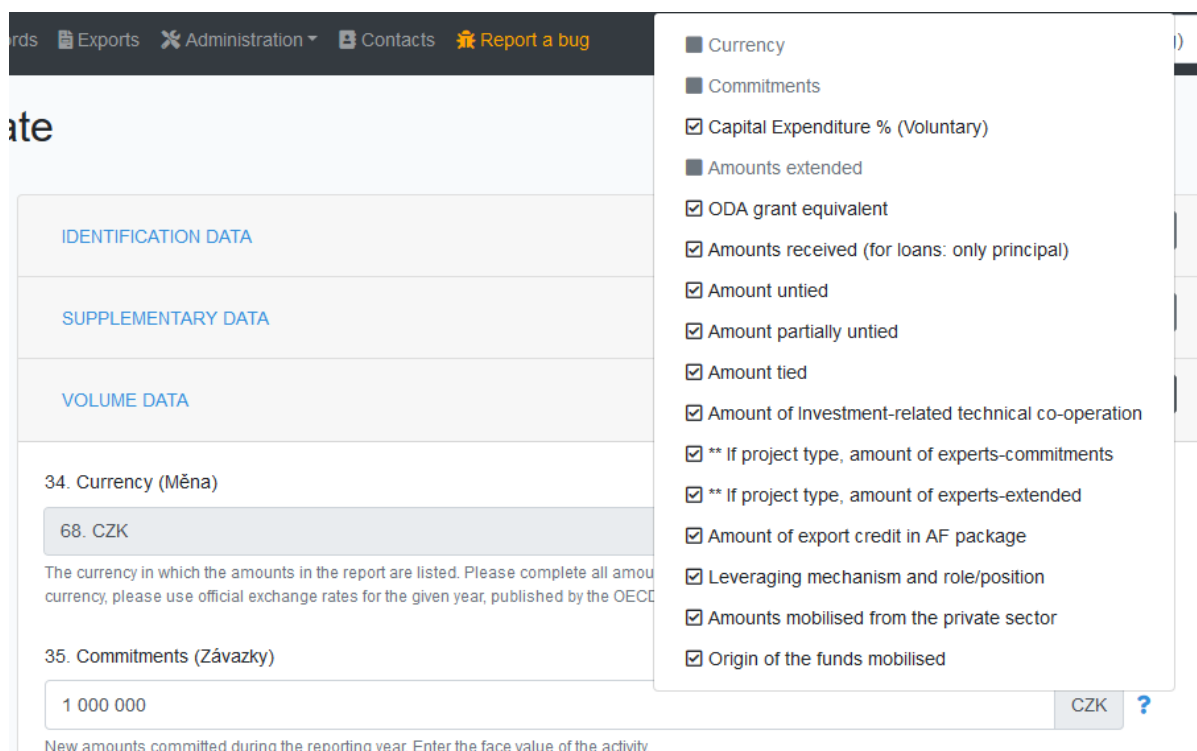 Exports
Administration
Contacts
Report a bug
)
IDENTIFICATION DATA
SUPPLEMENTARY DATA
VOLUME DATA
34. Currency (Měna)
68. CZK
The currency in which the amounts in the report are listed. Please complete all
currency, please use official exchange rates for the given year, published by the
35. Commitments (Závazky)
1 000 000
CZK
?
New amounts committed during the reporting year. Enter the face value of the activity
Currency
Commitments
Capital Expenditure % (Voluntary)
Amounts extended
ODA grant equivalent
Amounts received (for loans: only principal)
Amount untied
Amount partially untied
Amount tied
Amount of Investment-related technical co-operation
** If project type, amount of experts-commitments
** If project type, amount of experts-extended
Amount of export credit in AF package
Leveraging mechanism and role/position
Amounts mobilised from the private sector
Origin of the funds mobilised